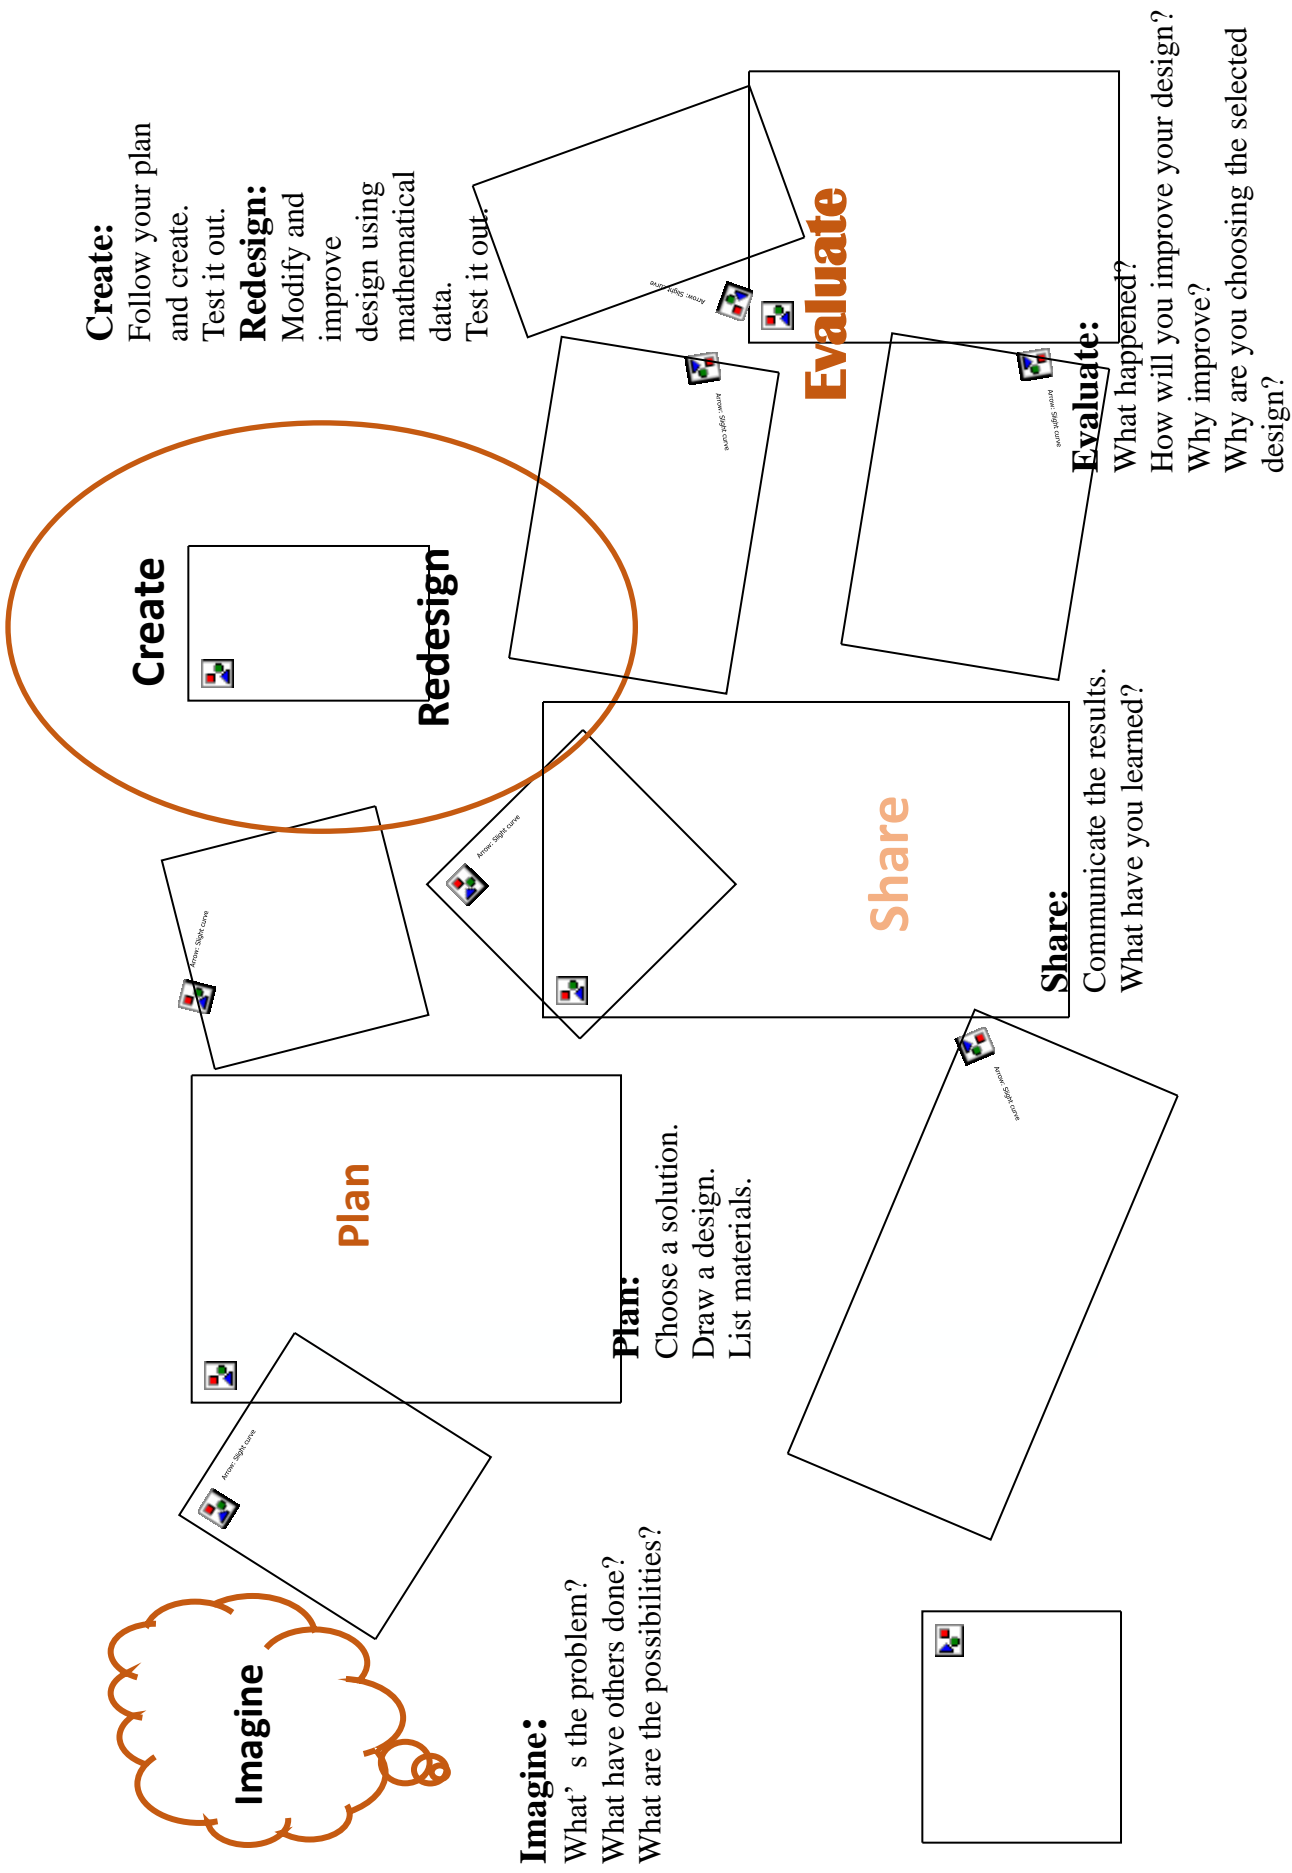 Imagine
Imagine:
What’s the problem?
What have others done?
What are the possibilities?
Arrow: Slight curve
Plan
Plan:
Choose a solution.
Draw a design.
List materials.
Arrow: Slight curve
Create
Redesign
Create:
Follow your plan
and create.
Test it out.
Redesign:
Modify and
improve
design using
mathematical
data.
Test it out.
Arrow: Slight curve
Arrow: Slight curve
Evaluate
Evaluate:
What happened?
How will you improve your design?
Why improve?
Why are you choosing the selected
design?
Arrow: Slight curve
Arrow: Slight curve
Share
Share:
Communicate the results.
What have you learned?
Arrow: Slight curve